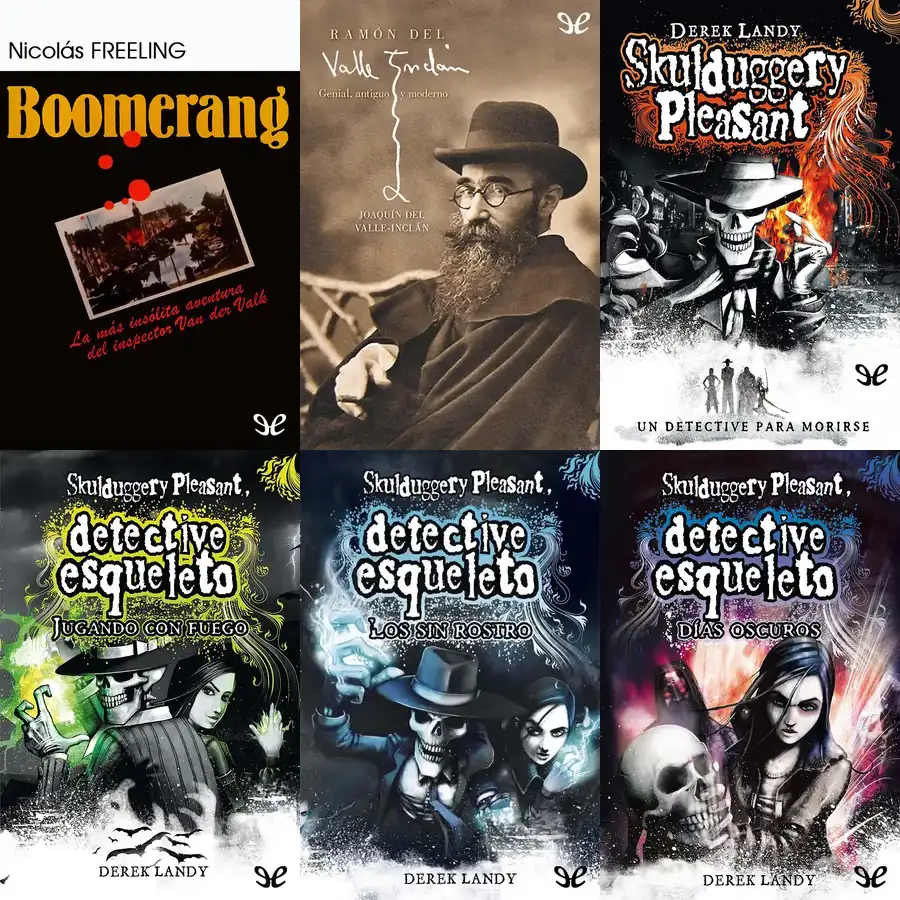 Nicolás FREELING
Boomerang
La más insólita aventura
del inspector Van der Valk
RAMÓN DEL
Valle Inclán
Genial, antiguo y moderno
JOAQUÍN DEL
VALLE-INCLÁN
DEREK LANDY
Skulduggery
Pleasant
UN DETECTIVE PARA MORIRSE
Skulduggery Pleasant,
detective
esqueleto
JUGANDO CON FUEGO
DEREK LANDY
Skulduggery Pleasant,
detective
esqueleto
LOS SIN ROSTRO
DEREK LANDY
Skulduggery Pleasant,
detective
esqueleto
DÍAS OSCUROS
DEREK LANDY